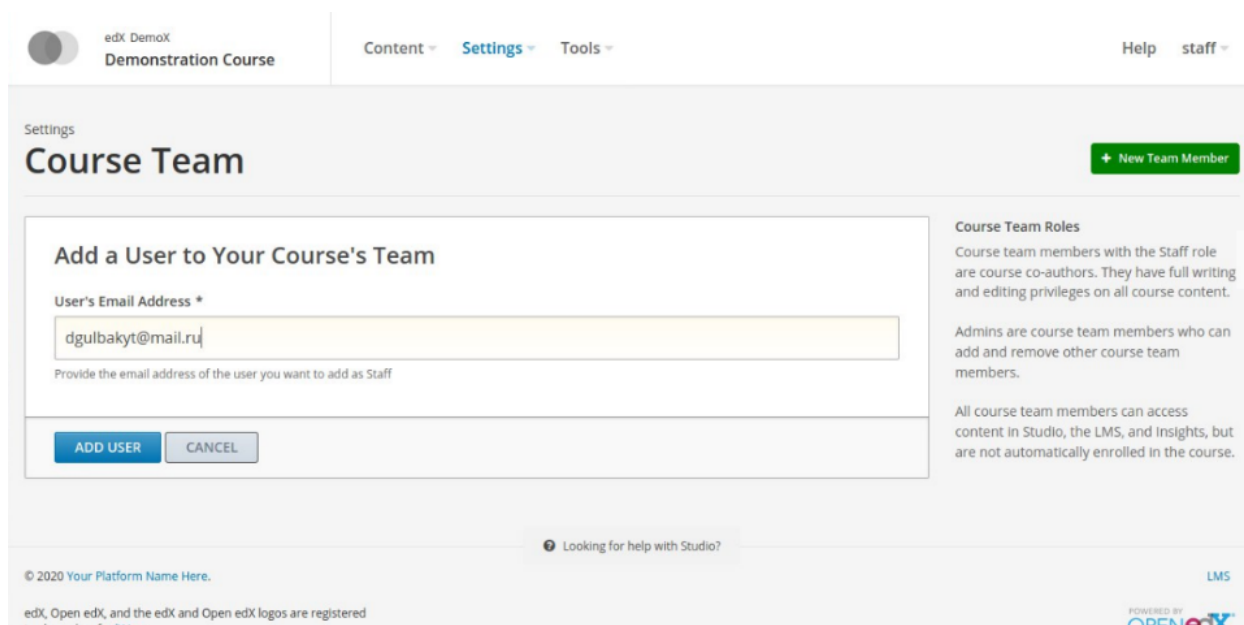 edX DemoX
Demonstration Course
Content
Settings
Tools
Help
staff
Settings
Course Team
+ New Team Member
Add a User to Your Course's Team
User's Email Address *
dgulbakyt@mail.ru
Provide the email address of the user you want to add as Staff
ADD USER
CANCEL
Course Team Roles
Course team members with the Staff role
are course co-authors. They have full writing
and editing privileges on all course content.
Admins are course team members who can
add and remove other course team
members.
All course team members can access
content in Studio, the LMS, and Insights, but
are not automatically enrolled in the course.
Looking for help with Studio?
© 2020 Your Platform Name Here.
LMS
edX, Open edX, and the edX and Open edX logos are registered
POWERED BY
OPEN edX